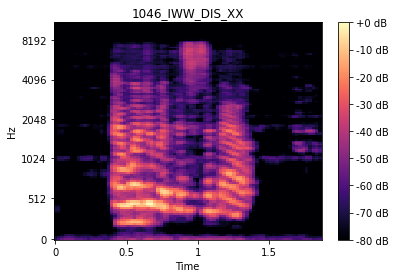 1046_IWW_DIS_XX
Hz
8192
4096
2048
1024
512
0
0
0.5
1
1.5
Time
+0 dB
-10 dB
-20 dB
-30 dB
-40 dB
-50 dB
-60 dB
-70 dB
-80 dB